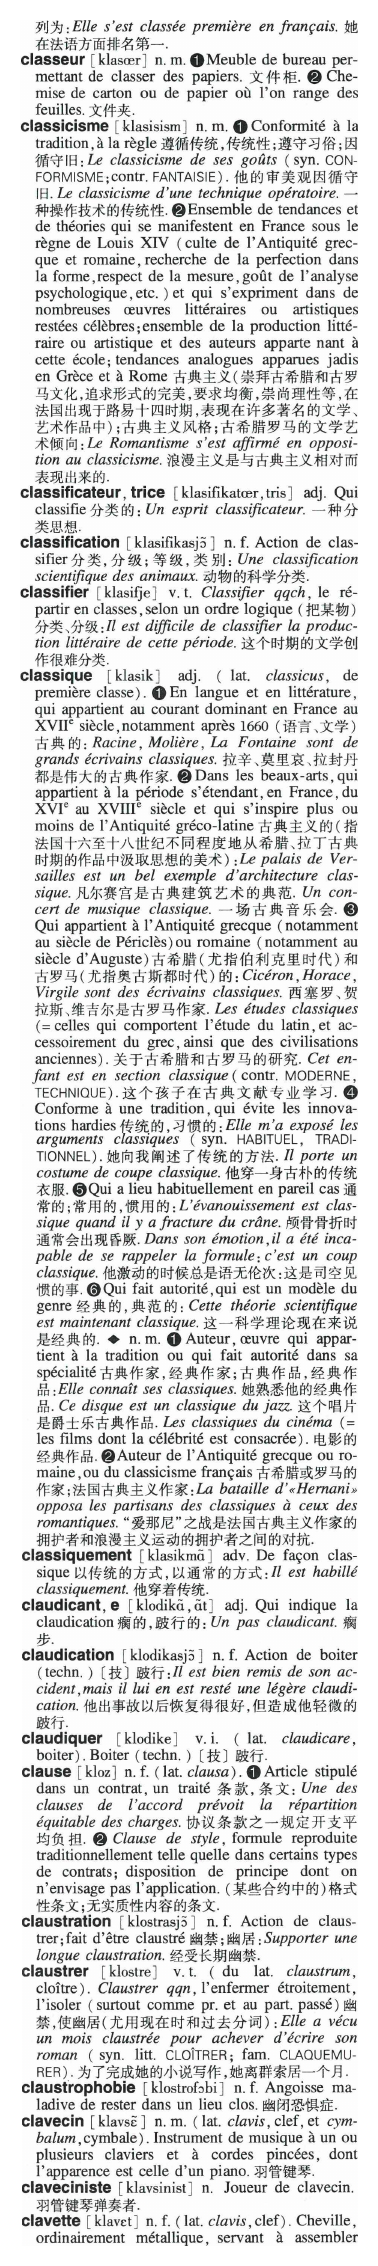 列为:Elle s'est classée première en français. 她
在法语方面排名第一.
classeur [klasœr] n. m. ❶Meuble de bureau per-
mettant de classer des papiers. 文件柜. ❷ Che-
mise de carton ou de papier où l'on range des
feuilles. 文件夹.
classicisme [klasisism] n. m. ❶Conformité à la
tradition,à la règle 遵循传统,传统性;遵守习俗;因
循守旧:Le classicisme de ses goûts (syn. CON-
FORMISME;contr. FANTAISIE). 他的审美观因循守
旧. Le classicisme d'une technique opératoire. 一
种操作技术的传统性. ❷Ensemble de tendances et
de théories qui se manifestent en France sous le
règne de Louis XIV (culte de l'Antiquité grec-
que et romaine, recherche de la perfection dans
la forme,respect de la mesure,goût de l'analyse
psychologique,etc.) et qui s'expriment dans de
nombreuses œuvres littéraires ou artistiques
restées célèbres;ensemble de la production litté-
raire ou artistique et des auteurs apparte nant à
cette école; tendances analogues apparues jadis
en Grèce et à Rome 古典主义(崇拜古希腊和古罗
马文化,追求形式的完美,要求均衡,崇尚理性等,在
法国出现于路易十四时期,表现在许多著名的文学、
艺术作品中);古典主义风格;古希腊罗马的文学艺
术倾向:Le Romantisme s'est affirmé en opposi-
tion au classicisme. 浪漫主义是与古典主义相对而
表现出来的.
classificateur, trice [klasifikatœr,tris] adj. Qui
classifie 分类的: Un esprit classificateur. 一种分
类思想.
classification [klasifikasjɔ̃] n. f. Action de clas-
sifier 分类,分级; 等级, 类别: Une classification
scientifique des animaux. 动物的科学分类.
classifier [klasifje] v. t. Classifier qqch, le ré-
partir en classes,selon un ordre logique (把某物)
分类、分级:Il est difficile de classifier la produc-
tion littéraire de cette période. 这个时期的文学创
作很难分类.
classique [klasik] adj. ( lat. classicus, de
première classe). ❶En langue et en littérature,
qui appartient au courant dominant en France au
XVIIᵉ siècle,notamment après 1660 (语言、文学)
古典的: Racine, Molière, La Fontaine sont de
grands écrivains classiques. 拉辛、莫里哀、拉封丹
都是伟大的古典作家. ❷Dans les beaux-arts,qui
appartient à la période s'étendant,en France,du
XVIᵉ au XVIIIᵉ siècle et qui s'inspire plus ou
moins de l'Antiquité gréco-latine 古典主义的(指
法国十六至十八世纪不同程度地从希腊、拉丁古典
时期的作品中汲取思想的美术):Le palais de Ver-
sailles est un bel exemple d'architecture clas-
sique. 凡尔赛宫是古典建筑艺术的典范. Un con-
cert de musique classique. 一场古典音乐会. ❸
Qui appartient à l'Antiquité grecque (notamment
au siècle de Périclès)ou romaine (notamment au
siècle d'Auguste)古希腊(尤指伯利克里时代)和
古罗马(尤指奥古斯都时代)的:Cicéron,Horace,
Virgile sont des écrivains classiques. 西塞罗、贺
拉斯、维吉尔是古罗马作家. Les études classiques
(=celles qui comportent l'étude du latin,et ac-
cessoirement du grec,ainsi que des civilisations
anciennes). 关于古希腊和古罗马的研究. Cet en-
fant est en section classique ( contr. MODERNE,
TECHNIQUE). 这个孩子在古典文献专业学习. ❹
Conforme à une tradition,qui évite les innova-
tions hardies 传统的,习惯的:Elle m'a exposé les
arguments classiques ( syn. HABITUEL, TRADI-
TIONNEL). 她向我阐述了传统的方法. Il porte un
costume de coupe classique. 他穿一身古朴的传统
衣服. ❺Qui a lieu habituellement en pareil cas 通
常的;常用的,惯用的:L'évanouissement est clas-
sique quand il y a fracture du crâne. 颅骨骨折时
通常会出现昏厥. Dans son émotion,il a été inca-
pable de se rappeler la formule; c'est un coup
classique. 他激动的时候总是语无伦次:这是司空见
惯的事. ❻Qui fait autorité,qui est un modèle du
genre 经典的,典范的: Cette théorie scientifique
est maintenant classique. 这一科学理论现在来说
是经典的. ◆ n. m. ❶Auteur,œuvre qui appar-
tient à la tradition ou qui fait autorité dans sa
spécialité 古典作家,经典作家;古典作品,经典作
品:Elle connaît ses classiques. 她熟悉他的经典作
品. Ce disque est un classique du jazz. 这个唱片
是爵士乐古典作品. Les classiques du cinéma (=
les films dont la célébrité est consacrée). 电影的
经典作品. ❷Auteur de l'Antiquité grecque ou ro-
maine,ou du classicisme français 古希腊或罗马的
作家;法国古典主义作家:La bataille d'«Hernani»
opposa les partisans des classiques à ceux des
romantiques. “爱那尼”之战是法国古典主义作家的
拥护者和浪漫主义运动的拥护者之间的对抗.
classiquement [klasikmɑ̃] adv. De façon clas-
sique 以传统的方式,以通常的方式:Il est habillé
classiquement. 他穿着传统.
claudicant, e [klodikɑ̃,ɑ̃t] adj. Qui indique la
claudication 瘸的,跛行的: Un pas claudicant. 瘸
步.
claudication [klodikasjɔ̃] n. f. Action de boiter
(techn.)［技］跛行:Il est bien remis de son ac-
cident,mais il lui en est resté une légère claudi-
cation. 他出事故以后恢复得很好,但造成他轻微的
跛行.
claudiquer [klodike] v. i. ( lat. claudicare,
boiter). Boiter (techn.)［技］跛行.
clause [kloz] n. f. (lat. clausa). ❶Article stipulé
dans un contrat, un traité 条款, 条文: Une des
clauses de l'accord prévoit la répartition
équitable des charges. 协议条款之一规定开支平
均负担. ❷ Clause de style, formule reproduite
traditionnellement telle quelle dans certains types
de contrats; disposition de principe dont on
n'envisage pas l'application. (某些合约中的)格式
性条文;无实质性内容的条文.
claustration [klostrasjɔ̃] n. f. Action de claus-
trer;fait d'être claustré 幽禁;幽居:Supporter une
longue claustration. 经受长期幽禁.
claustrer [klostre] v. t. ( du lat. claustrum,
cloître). Claustrer qqn,l'enfermer étroitement,
l'isoler (surtout comme pr. et au part. passé) 幽
禁,使幽居(尤用现在时和过去分词): Elle a vécu
un mois claustrée pour achever d'écrire son
roman ( syn. litt. CLOÎTRER; fam. CLAQUEMU-
RER). 为了完成她的小说写作,她离群索居一个月.
claustrophobie [klostrofɔbi] n. f. Angoisse ma-
ladive de rester dans un lieu clos. 幽闭恐惧症.
clavecin [klavsɛ̃] n. m. (lat. clavis, clef, et cym-
balum,cymbale). Instrument de musique à un ou
plusieurs claviers et à cordes pincées, dont
l'apparence est celle d'un piano. 羽管键琴.
claveciniste [klavsinist] n. Joueur de clavecin.
羽管键琴弹奏者.
clavette [klavɛt] n. f. (lat. clavis,clef). Cheville,
ordinairement métallique, servant à assembler